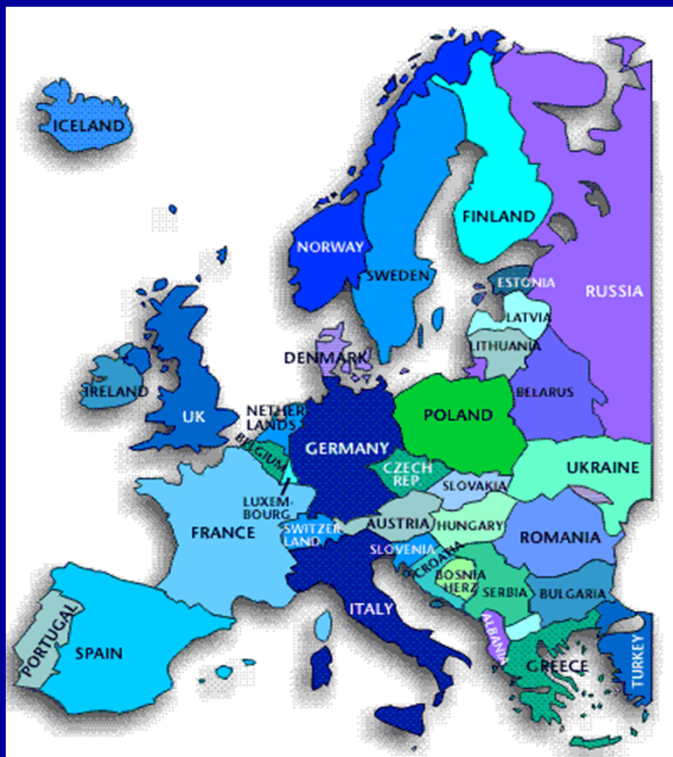 ICELAND
FINLAND
NORWAY
SWEDEN
ESTONIA
RUSSIA
LATVIA
LITHUANIA
DENMARK
IRELAND
UK
NETHER
LANDS
BELARUS
POLAND
GERMANY
BELGIUM
CZECH
REP.
UKRAINE
SLOVAKIA
LUXEM-
BOURG
FRANCE
SWITZER
LAND
AUSTRIA
HUNGARY
ROMANIA
SLOVENIA
CROATIA
BOSNIA
HERZ
SERBIA
BULGARIA
ITALY
PORTUGAL
SPAIN
ALBANIA
GREECE
TURKEY